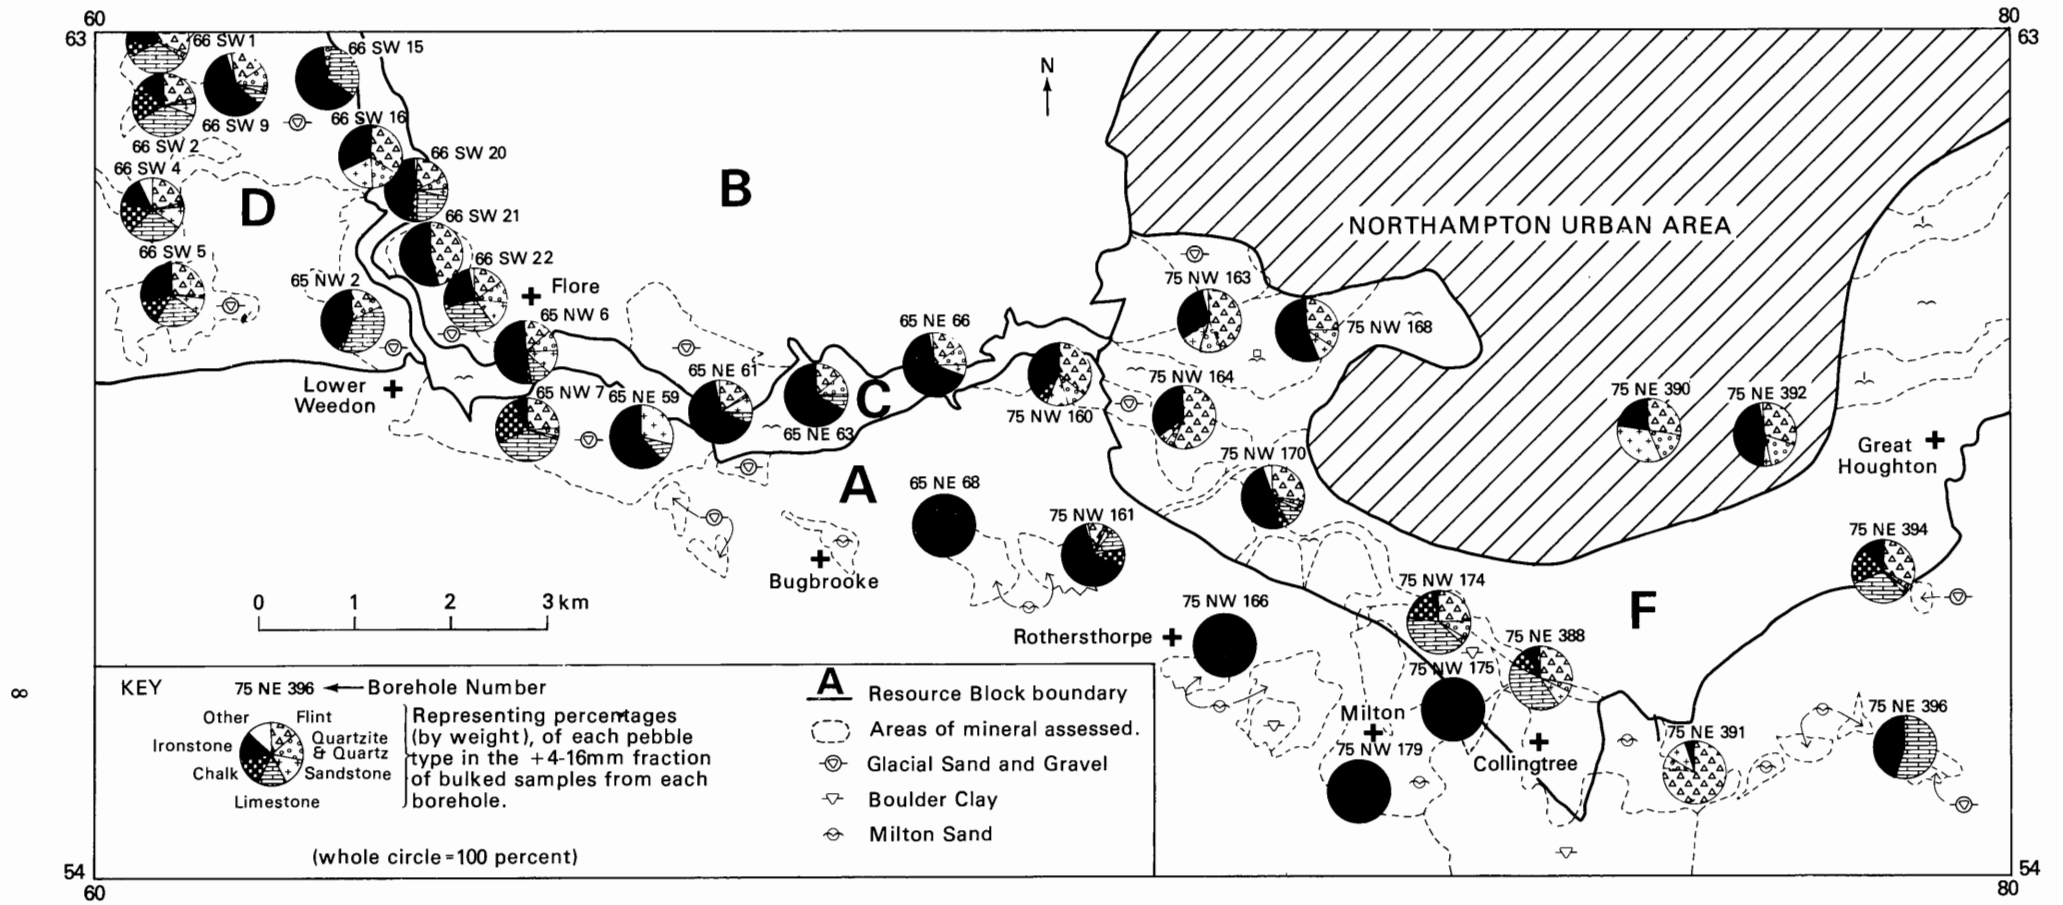 60
80
63
63
66 SW 1
66 SW 15
N
66 SW 9
66 SW 16
66 SW 2
66 SW 20
66 SW 4
D
B
66 SW 21
NORTHAMPTON URBAN AREA
66 SW 5
66 SW 22
65 NW 2
Flore
75 NW 163
65 NW 6
65 NE 66
75 NW 168
Lower
Weedon
65 NE 61
65 NW 7
65 NE 59
C
65 NE 63
75 NW 160
75 NW 164
75 NE 390
75 NE 392
Great
Houghton
75 NW 170
A
65 NE 68
75 NW 161
75 NE 394
Bugbrooke
0 1 2 3 km
75 NW 174
75 NW 166
F
Rothersthorpe
75 NE 388
75 NW 175
8
KEY
75 NE 396
Borehole Number
Other
Flint
Ironstone
Quartzite
& Quartz
Chalk
Sandstone
Limestone
Representing percentages
(by weight), of each pebble
type in the +4-16mm fraction
of bulked samples from each
borehole.
(whole circle=100 percent)
A
Resource Block boundary
Areas of mineral assessed.
Glacial Sand and Gravel
Boulder Clay
Milton Sand
Milton
75 NW 179
Collingtree
75 NE 391
75 NE 396
54
54
60
80